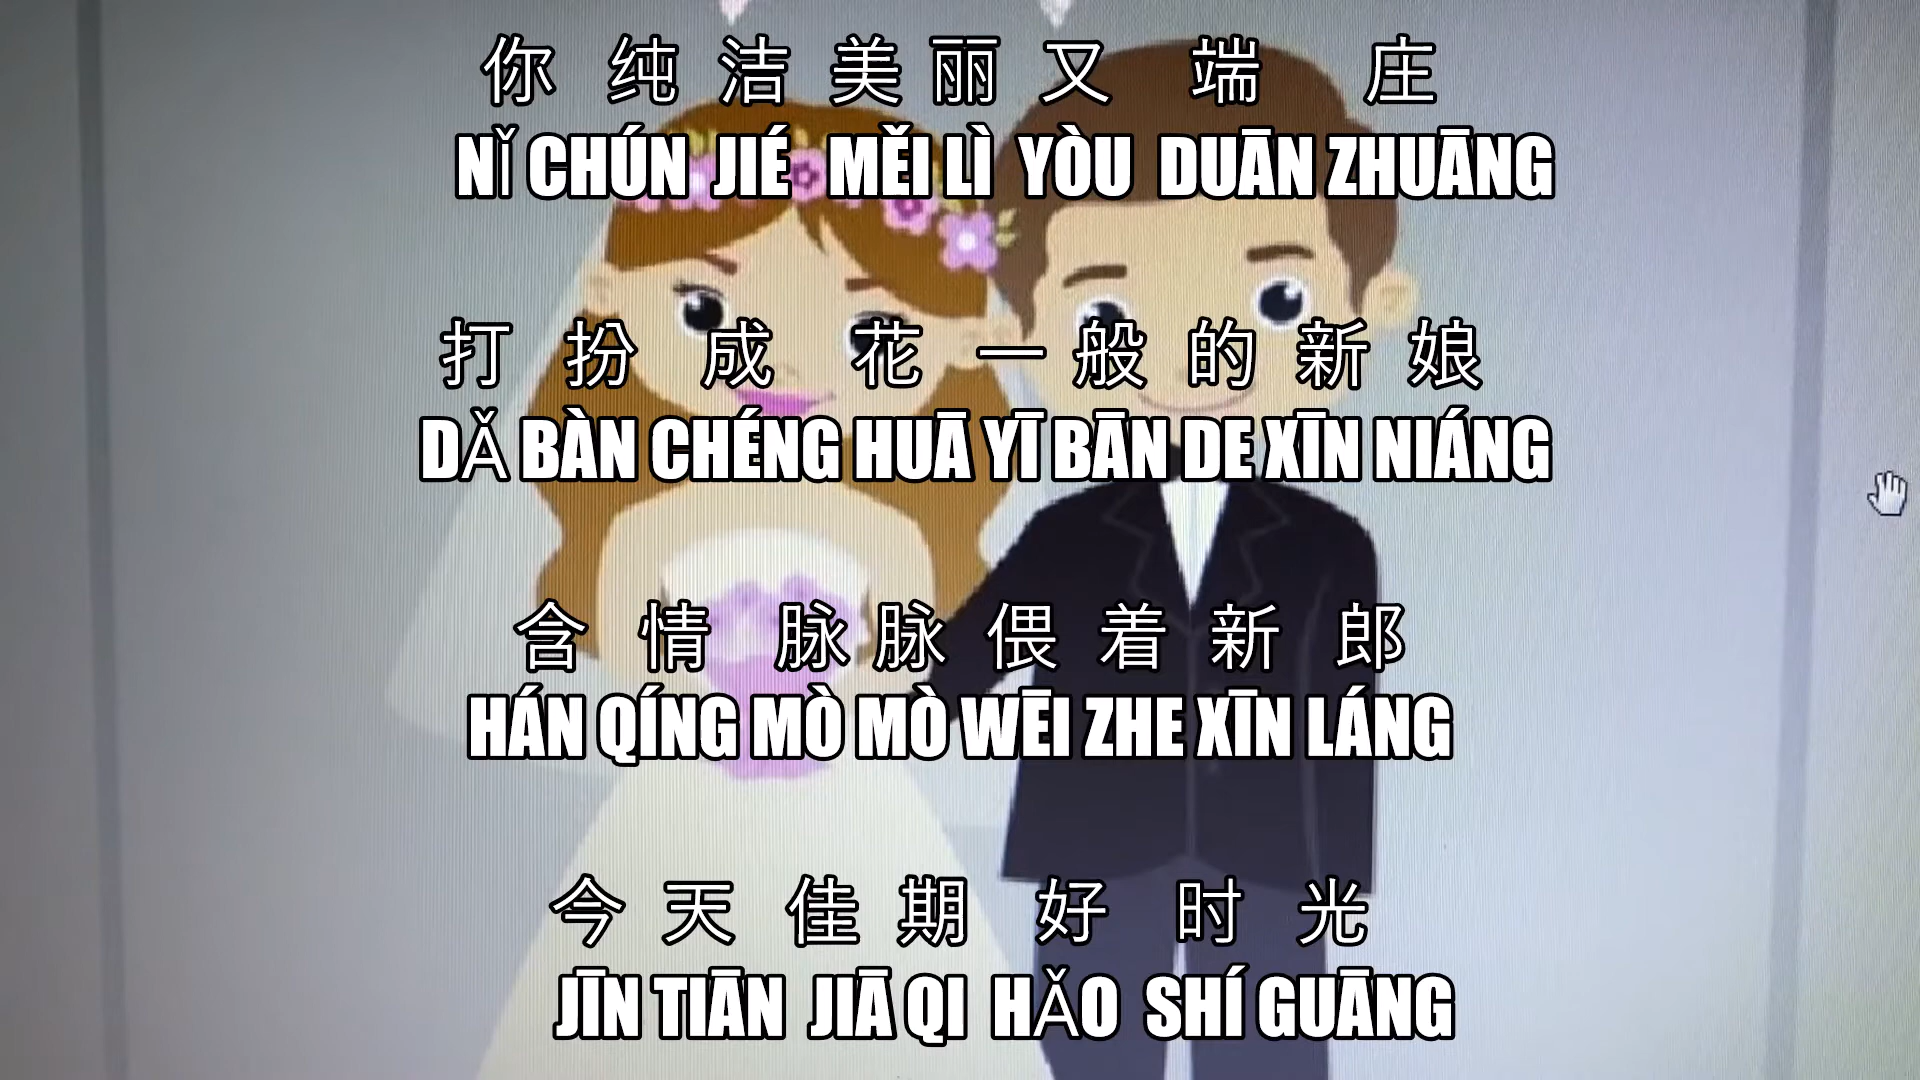 你 纯 洁 美 丽 又 端 庄
NǏ CHÚN JIÉ MĚI LÌ YÒU DUĀN ZHUĀNG
打 扮 成 花 一 般 的 新 娘
DǍ BÀN CHÉNG HUĀ YĪ BĀN DE XĪN NIÁNG
含 情 脉 脉 偎 着 新 郎
HÁN QÍNG MÒ MÒ WĒI ZHE XĪN LÁNG
今 天 佳 期 好 时 光
JĪN TIĀN JIĀ QI HǍO SHÍ GUĀNG